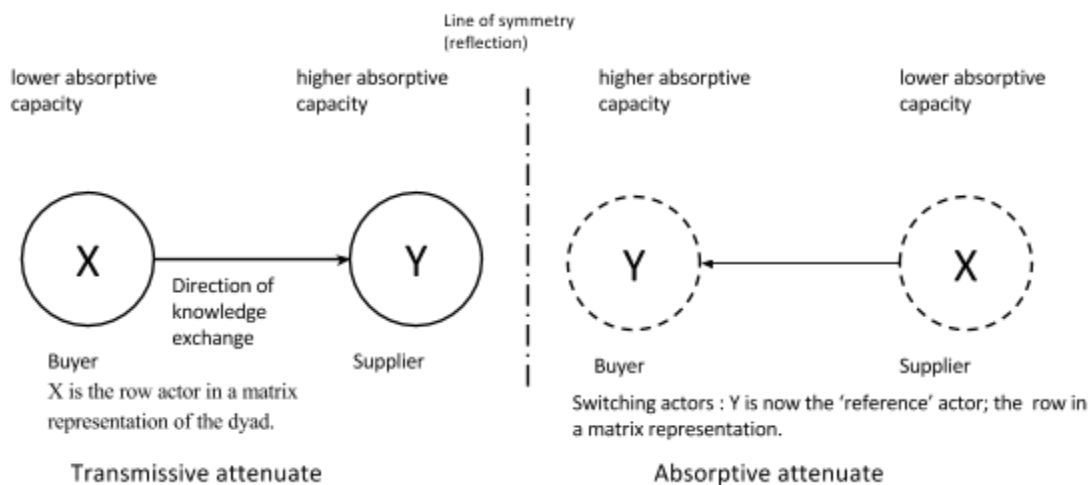 Line of symmetry
(reflection)
lower absorptive
capacity
higher absorptive
capacity
higher absorptive
capacity
lower absorptive
capacity
X
Y
Y
X
Direction of
knowledge
exchange
Buyer
Supplier
Buyer
Supplier
X is the row actor in a matrix
representation of the dyad.
Switching actors : Y is now the ‘reference’ actor; the row in
a matrix representation.
Transmissive attenuate
Absorptive attenuate